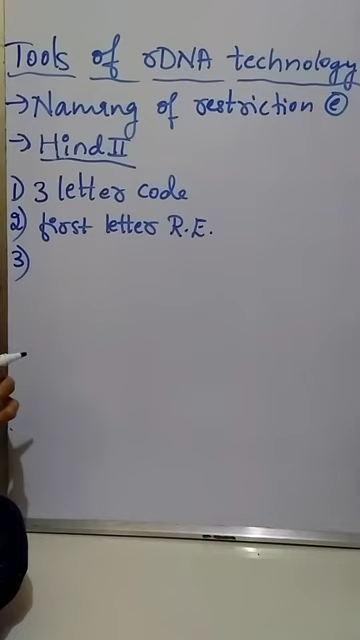 Tools of rDNA technology
→ Naming of restriction ⓔ
→ Hind II
1) 3 letter code
2) first letter R.E.
3)